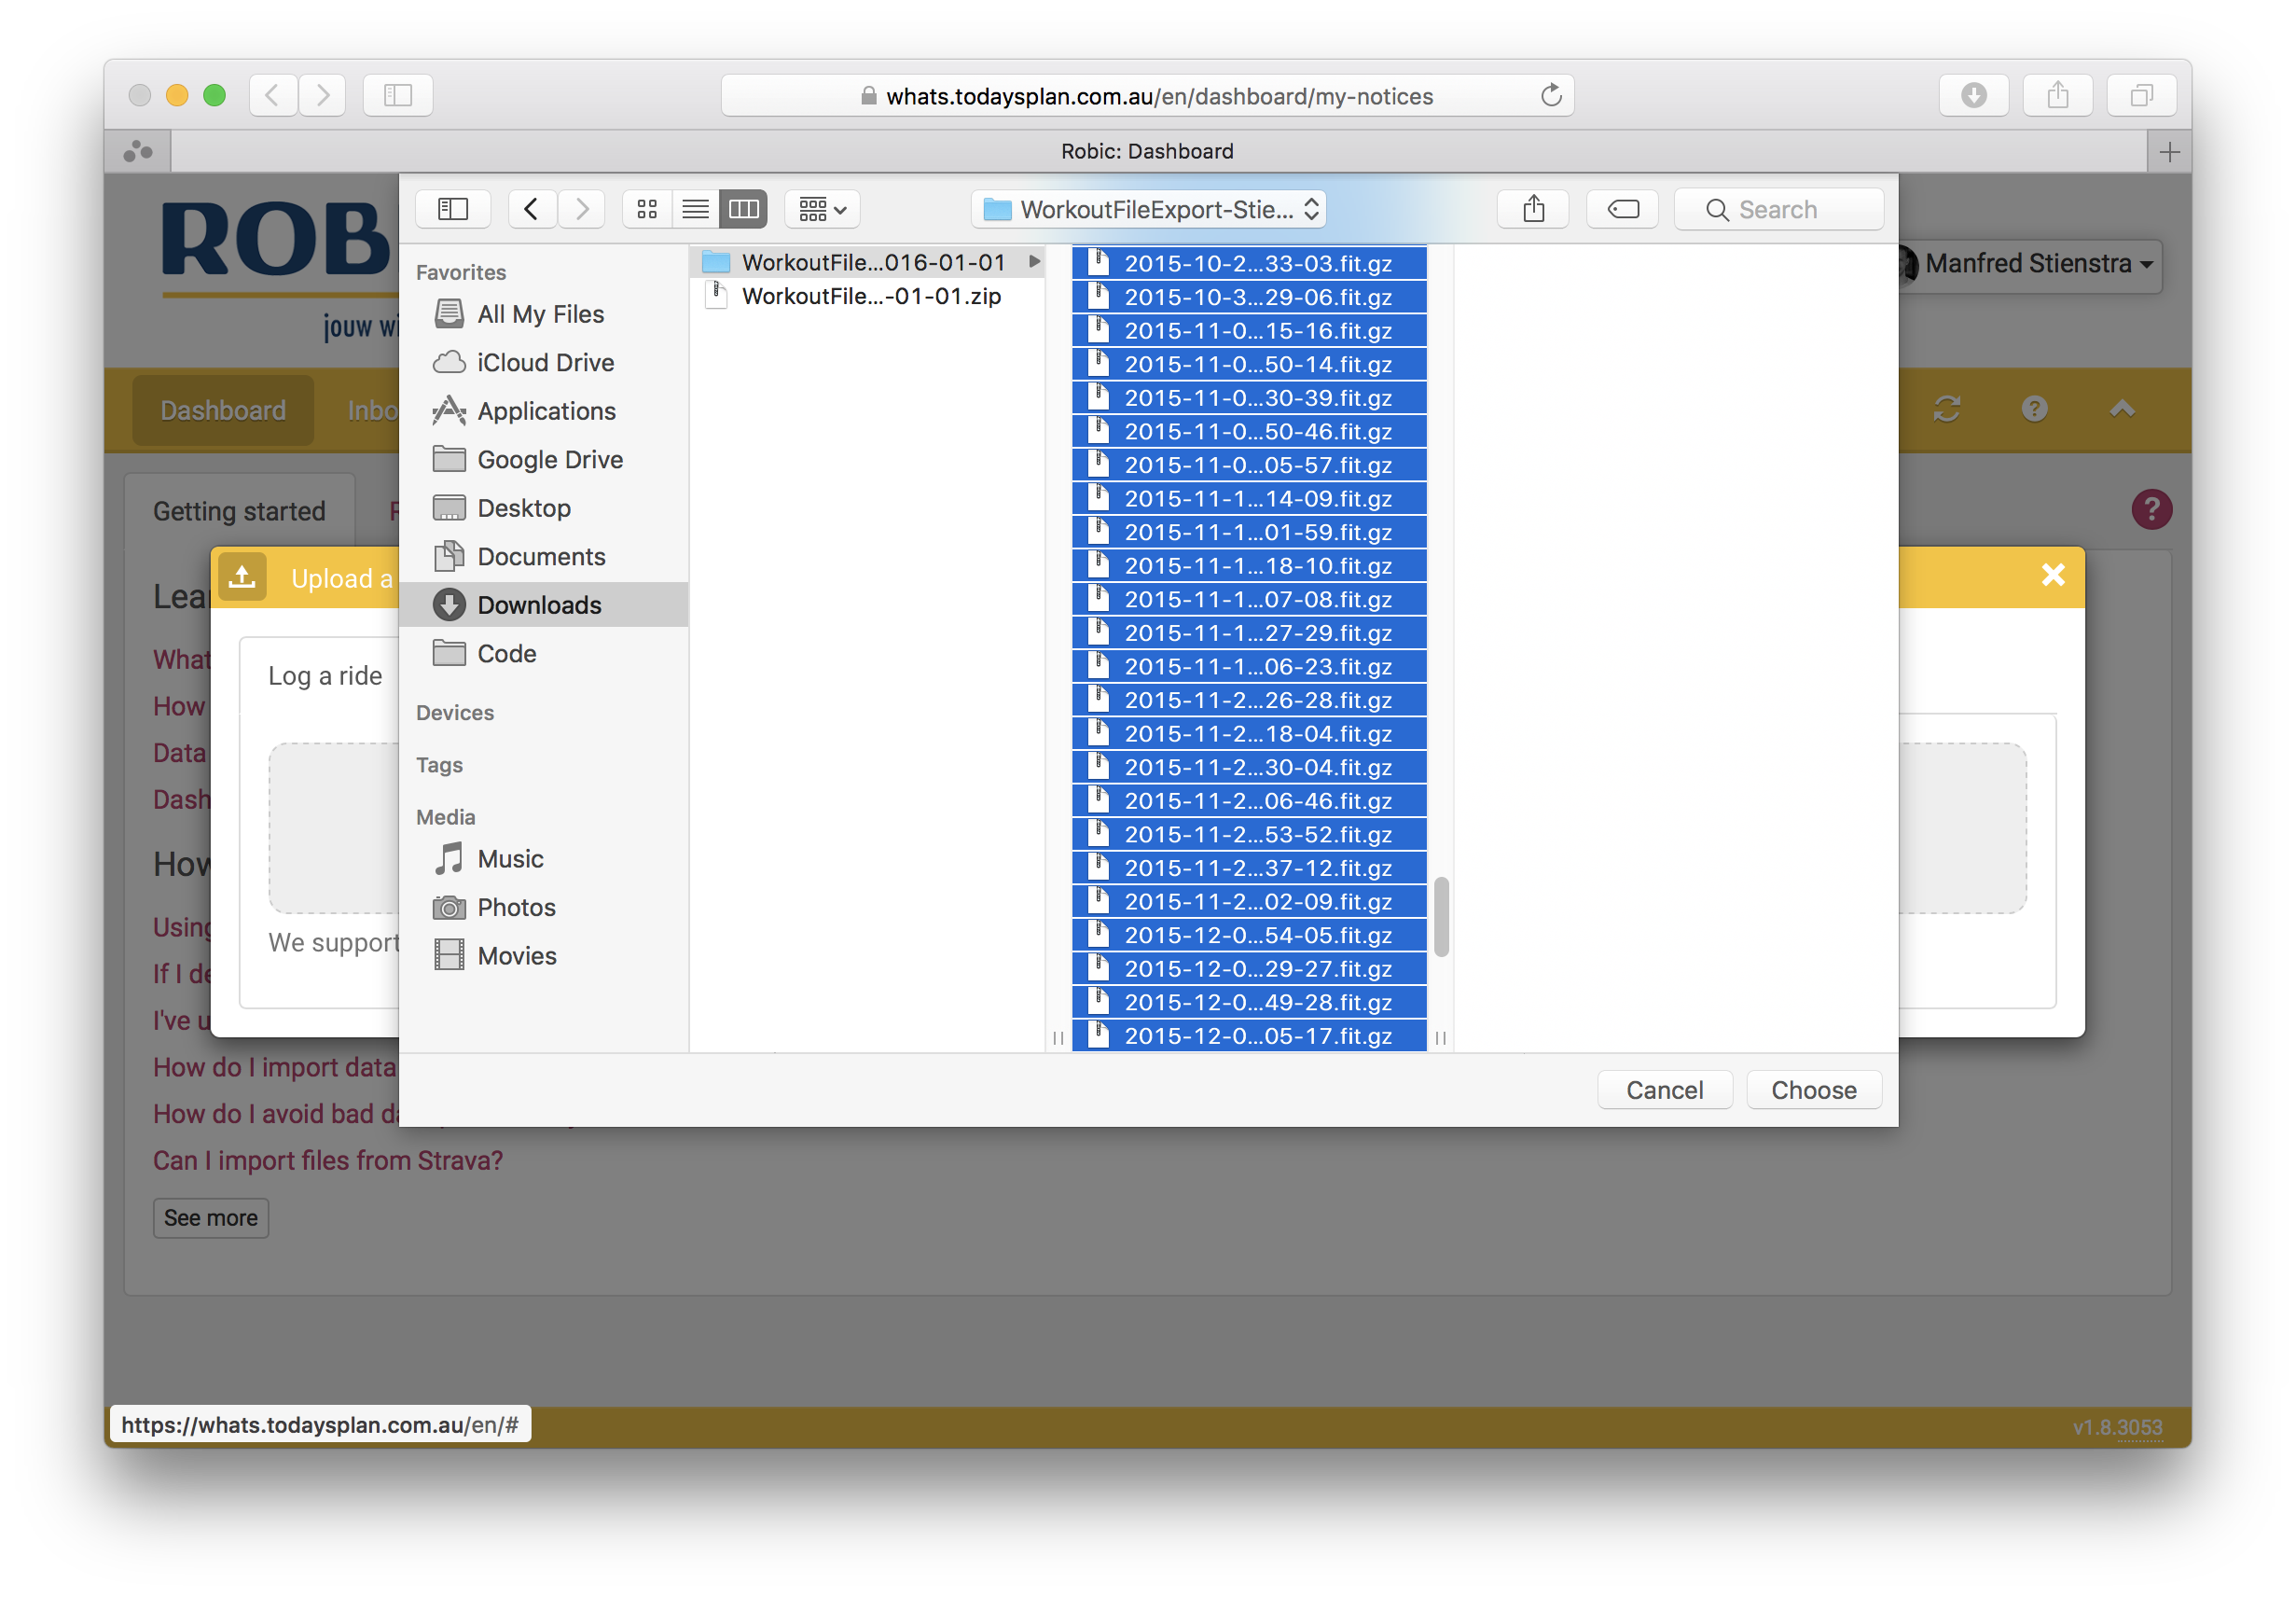 whats.todaysplan.com.au/en/dashboard/my-notices
Robic: Dashboard
ROB
jouw wi
WorkoutFileExport-Stie...
Search
Manfred Stienstra
Dashboard
Inbo
Getting started
Upload a
Lear
What
How
Data
Dash
How
Using
If I de
I've u
How do I import data
How do I avoid bad da
Can I import files from Strava?
See more
Log a ride
We support
Favorites
All My Files
iCloud Drive
Applications
Google Drive
Desktop
Documents
Downloads
Code
Devices
Tags
Media
Music
Photos
Movies
WorkoutFile...016-01-01
WorkoutFile...-01-01.zip
2015-10-2...33-03.fit.gz
2015-10-3...29-06.fit.gz
2015-11-0...15-16.fit.gz
2015-11-0...50-14.fit.gz
2015-11-0...30-39.fit.gz
2015-11-0...50-46.fit.gz
2015-11-0...05-57.fit.gz
2015-11-1...14-09.fit.gz
2015-11-1...01-59.fit.gz
2015-11-1...18-10.fit.gz
2015-11-1...07-08.fit.gz
2015-11-1...27-29.fit.gz
2015-11-1...06-23.fit.gz
2015-11-2...26-28.fit.gz
2015-11-2...18-04.fit.gz
2015-11-2...30-04.fit.gz
2015-11-2...06-46.fit.gz
2015-11-2...53-52.fit.gz
2015-11-2...37-12.fit.gz
2015-11-2...02-09.fit.gz
2015-12-0...54-05.fit.gz
2015-12-0...29-27.fit.gz
2015-12-0...49-28.fit.gz
2015-12-0...05-17.fit.gz
Cancel
Choose
https://whats.todaysplan.com.au/en/#
v1.8.3053